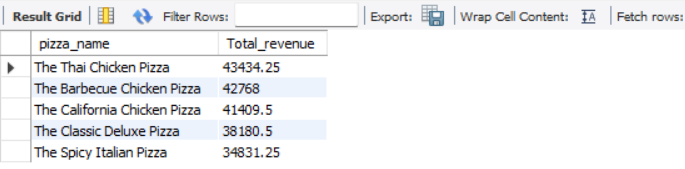 Result Grid Filter Rows: Export: Wrap Cell Content: IA Fetch rows:
pizza_name Total_revenue
The Thai Chicken Pizza 43434.25
The Barbecue Chicken Pizza 42768
The California Chicken Pizza 41409.5
The Classic Deluxe Pizza 38180.5
The Spicy Italian Pizza 34831.25